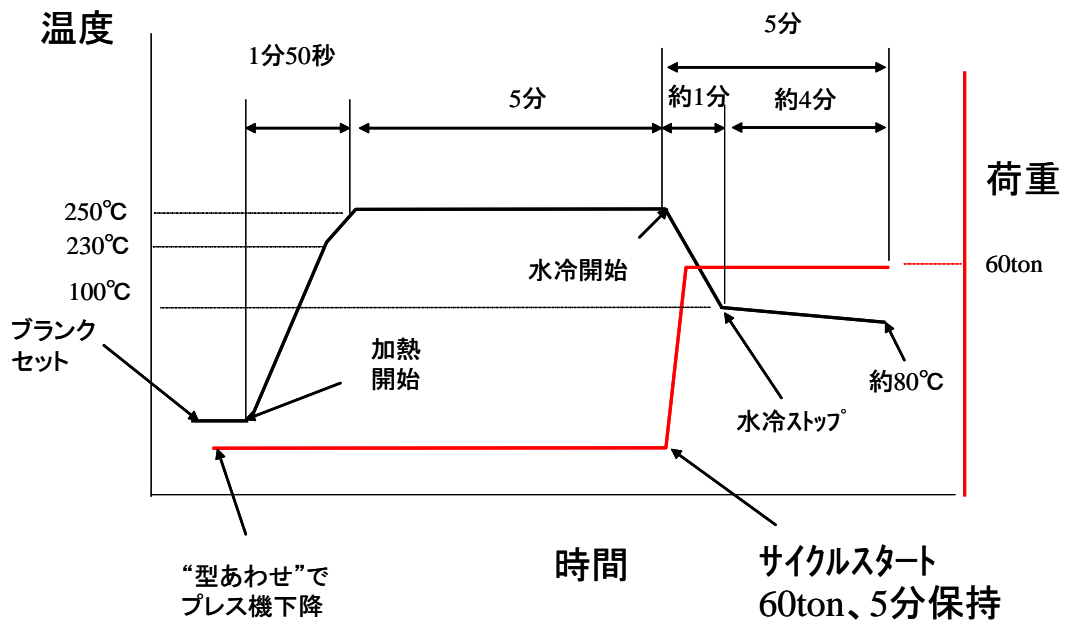 温度
5分
1分50秒
5分
約1分
約4分
荷重
250℃
230℃
水冷開始
60ton
100℃
ブランク
セット
加熱
開始
約80℃
水冷ストップ
時間
サイクルスタート
60ton、5分保持
“型あわせ”で
プレス機下降